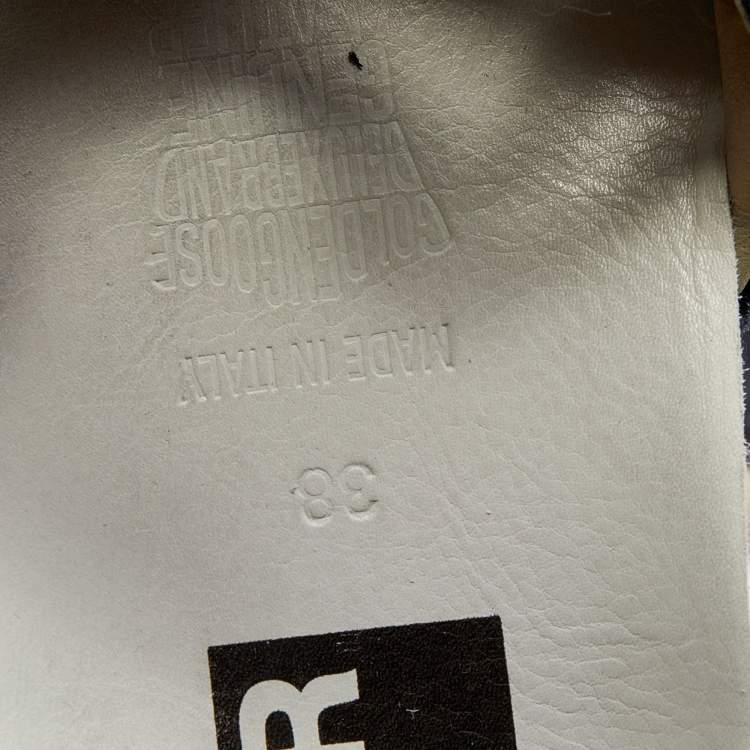 38
MADE IN ITALY
GOLDENGOOSE
DELUXEBRAND
GENUINE
R